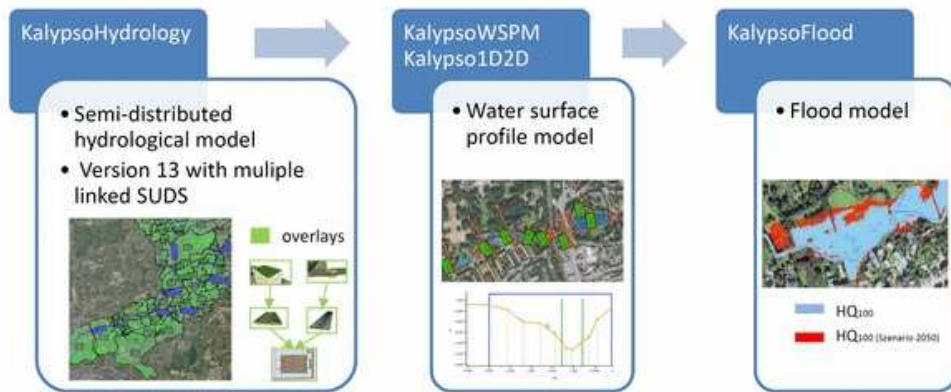 KalypsoHydrology
• Semi-distributed
hydrological model
• Version 13 with muliple
linked SUDS
overlays
KalypsoWSPM
Kalypso1D2D
• Water surface
profile model
KalypsoFlood
• Flood model
HQ100
HQ100 (Szenario-2050)